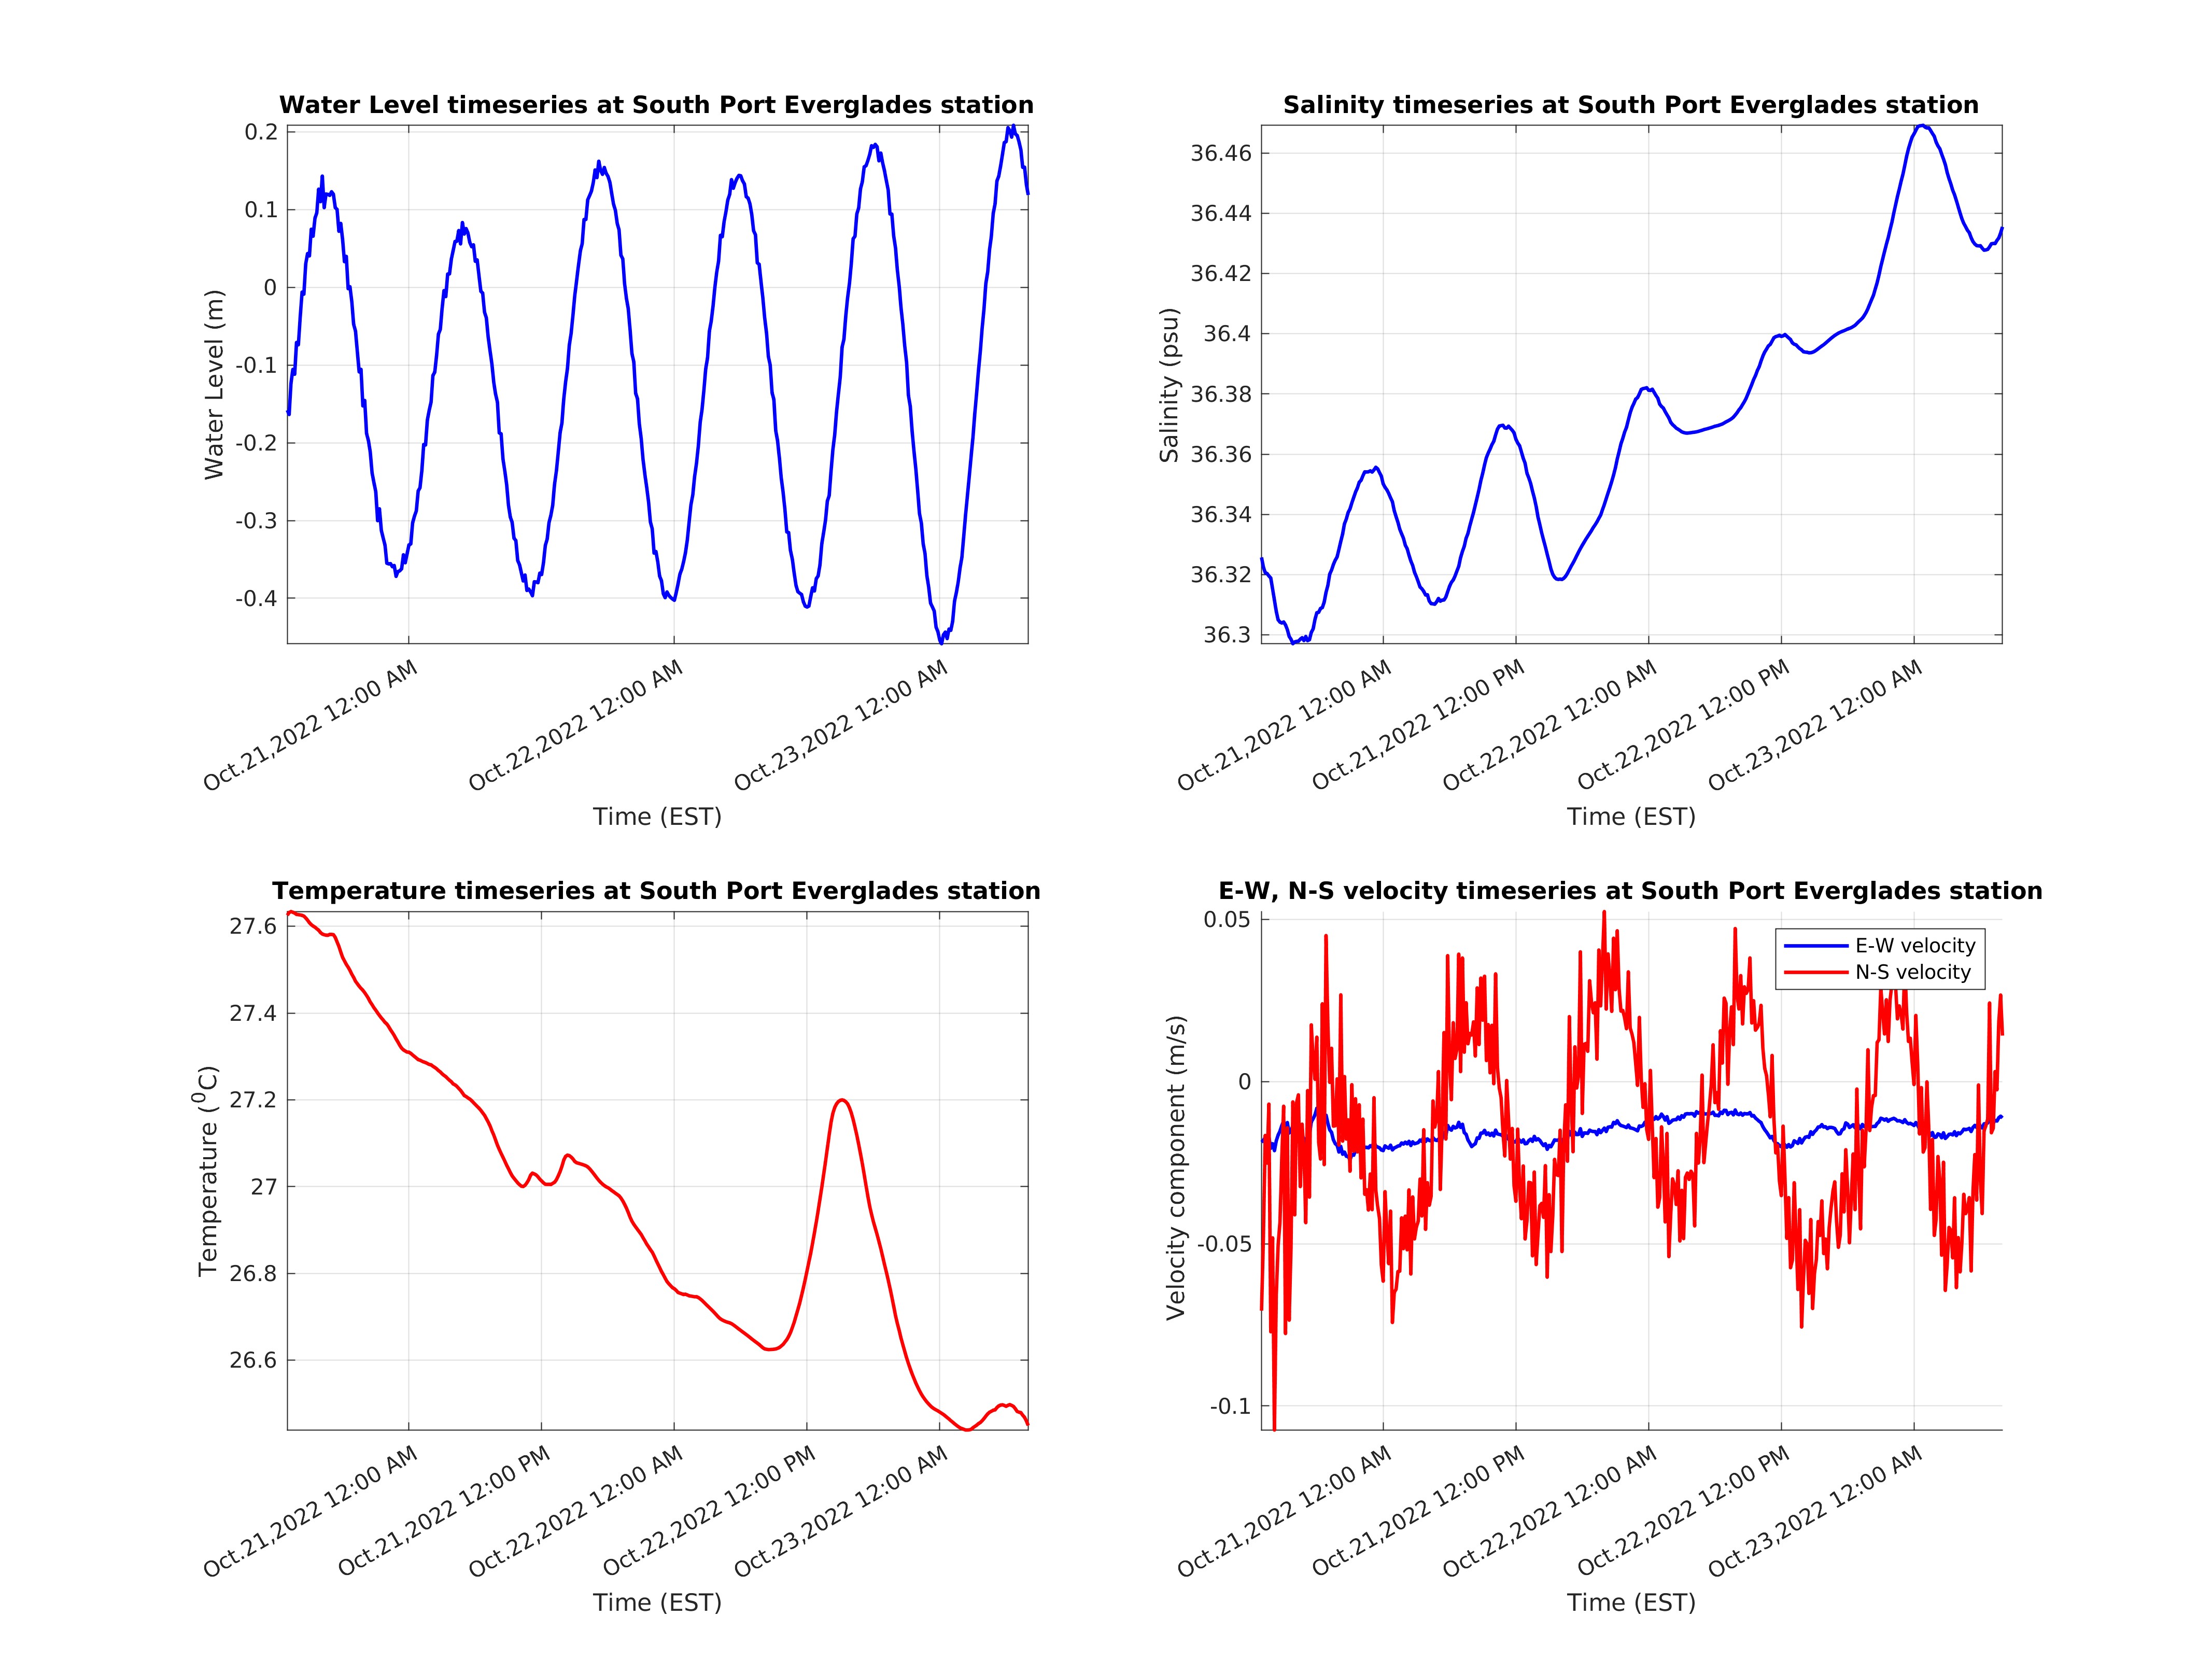 Water Level timeseries at South Port Everglades station
Water Level (m)
0.2
0.1
0
-0.1
-0.2
-0.3
-0.4
Oct.21,2022 12:00 AM
Oct.22,2022 12:00 AM
Oct.23,2022 12:00 AM
Time (EST)
Salinity timeseries at South Port Everglades station
Salinity (psu)
36.46
36.44
36.42
36.4
36.38
36.36
36.34
36.32
36.3
Oct.21,2022 12:00 AM
Oct.21,2022 12:00 PM
Oct.22,2022 12:00 AM
Oct.22,2022 12:00 PM
Oct.23,2022 12:00 AM
Time (EST)
Temperature timeseries at South Port Everglades station
Temperature (⁰C)
27.6
27.4
27.2
27
26.8
26.6
Oct.21,2022 12:00 AM
Oct.21,2022 12:00 PM
Oct.22,2022 12:00 AM
Oct.22,2022 12:00 PM
Oct.23,2022 12:00 AM
Time (EST)
E-W, N-S velocity timeseries at South Port Everglades station
Velocity component (m/s)
0.05
0
-0.05
-0.1
E-W velocity
N-S velocity
Oct.21,2022 12:00 AM
Oct.21,2022 12:00 PM
Oct.22,2022 12:00 AM
Oct.22,2022 12:00 PM
Oct.23,2022 12:00 AM
Time (EST)